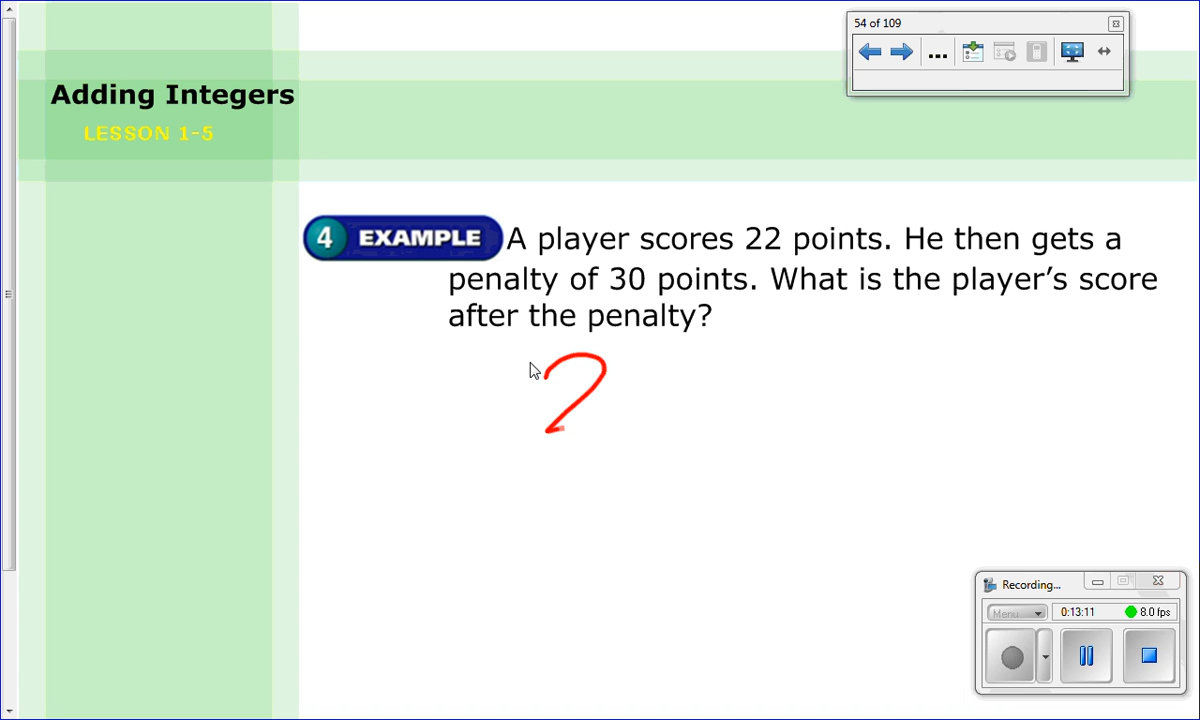 54 of 109
Adding Integers
LESSON 1-5
4 EXAMPLE A player scores 22 points. He then gets a
penalty of 30 points. What is the player's score
after the penalty?
2
Recording...
Menu 0:13:11 8.0 fps